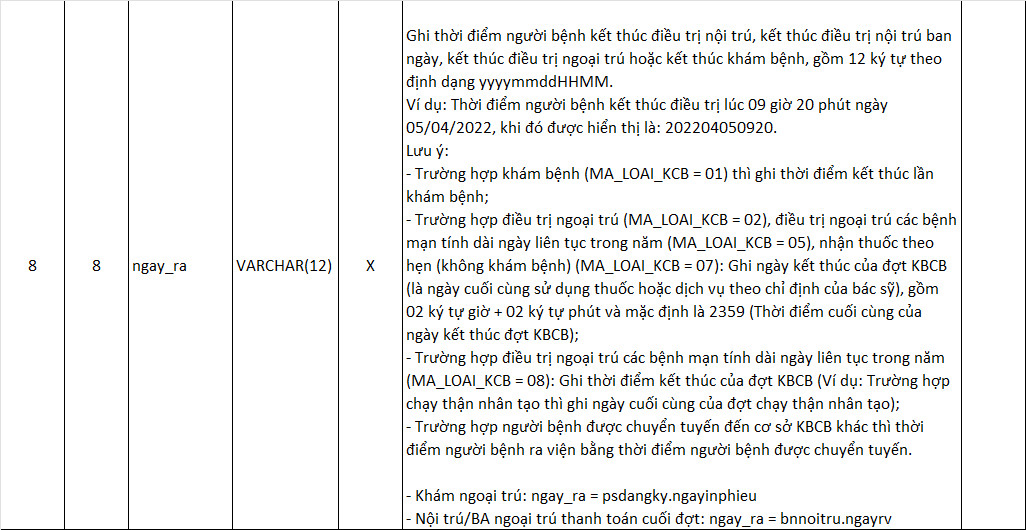 Ghi thời điểm người bệnh kết thúc điều trị nội trú, kết thúc điều trị nội trú ban
ngày, kết thúc điều trị ngoại trú hoặc kết thúc khám bệnh, gồm 12 ký tự theo
định dạng yyyymmddHHMM.
Ví dụ: Thời điểm người bệnh kết thúc điều trị lúc 09 giờ 20 phút ngày
05/04/2022, khi đó được hiển thị là: 202204050920.
Lưu ý:
- Trường hợp khám bệnh (MA_LOAI_KCB = 01) thì ghi thời điểm kết thúc lần
khám bệnh;
- Trường hợp điều trị ngoại trú (MA_LOAI_KCB = 02), điều trị ngoại trú các bệnh
mạn tính dài ngày liên tục trong năm (MA_LOAI_KCB = 05), nhận thuốc theo
8 8 ngay_ra VARCHAR(12) X hẹn (không khám bệnh) (MA_LOAI_KCB = 07): Ghi ngày kết thúc của đợt KBCB
(là ngày cuối cùng sử dụng thuốc hoặc dịch vụ theo chỉ định của bác sỹ), gồm
02 ký tự giờ + 02 ký tự phút và mặc định là 2359 (Thời điểm cuối cùng của
ngày kết thúc đợt KBCB);
- Trường hợp điều trị ngoại trú các bệnh mạn tính dài ngày liên tục trong năm
(MA_LOAI_KCB = 08): Ghi thời điểm kết thúc của đợt KBCB (Ví dụ: Trường hợp
chạy thận nhân tạo thì ghi ngày cuối cùng của đợt chạy thận nhân tạo);
- Trường hợp người bệnh được chuyển tuyến đến cơ sở KBCB khác thì thời
điểm người bệnh ra viện bằng thời điểm người bệnh được chuyển tuyến.
- Khám ngoại trú: ngay_ra = psdangky.ngayinphieu
- Nội trú/BA ngoại trú thanh toán cuối đợt: ngay_ra = bnnoitru.ngayrv